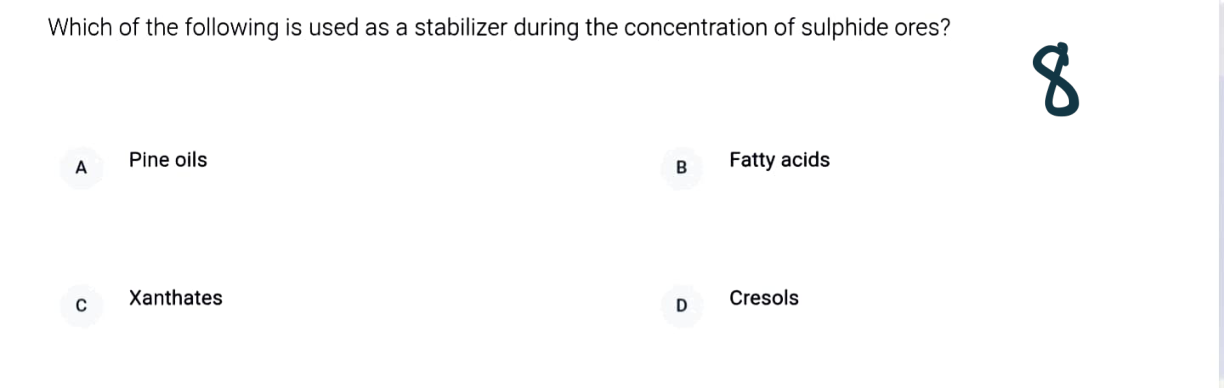 Which of the following is used as a stabilizer during the concentration of sulphide ores?
8
A Pine oils
B Fatty acids
C Xanthates
D Cresols